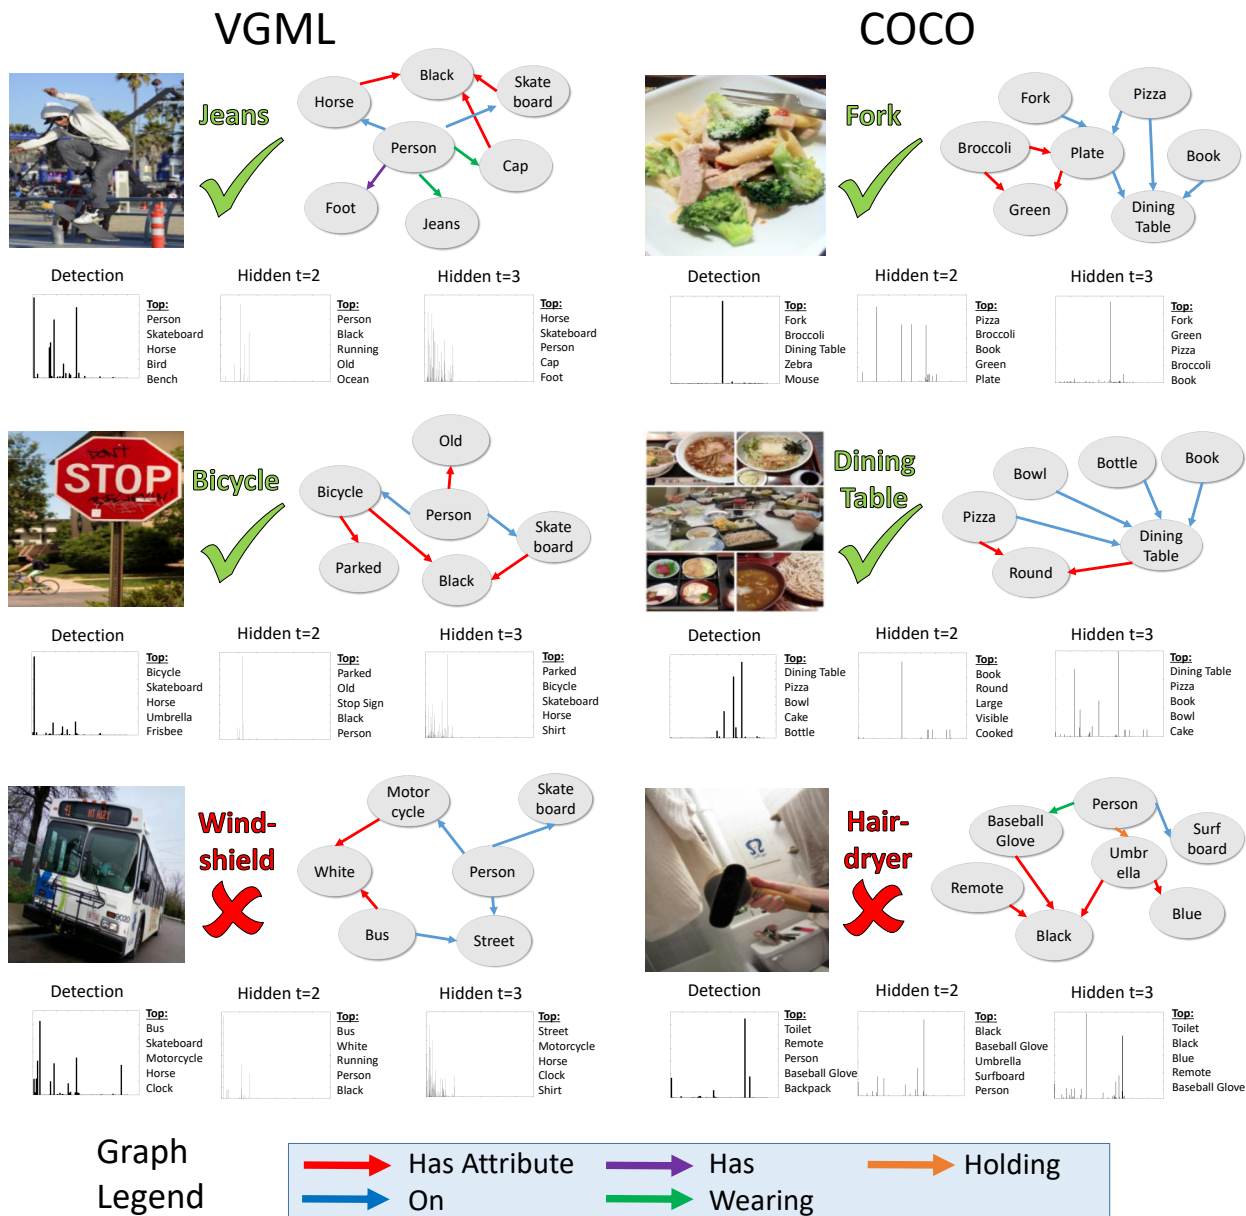 VGML
COCO
Jeans
Black
Skate
board
Horse
Person
Cap
Foot
Jeans
Detection
Hidden t=2
Hidden t=3
Top:
Person
Skateboard
Horse
Bird
Bench
Top:
Person
Black
Running
Old
Ocean
Top:
Horse
Skateboard
Person
Cap
Foot
Fork
Fork
Pizza
Broccoli
Plate
Book
Green
Dining
Table
Detection
Hidden t=2
Hidden t=3
Top:
Fork
Broccoli
Dining Table
Zebra
Mouse
Top:
Pizza
Broccoli
Book
Green
Plate
Top:
Fork
Green
Pizza
Broccoli
Book
STOP
DON'T
Bicycle
Old
Bicycle
Person
Skate
board
Parked
Black
Detection
Hidden t=2
Hidden t=3
Top:
Bicycle
Skateboard
Horse
Umbrella
Frisbee
Top:
Parked
Old
Stop Sign
Black
Person
Top:
Parked
Bicycle
Skateboard
Horse
Shirt
Dining
Table
Bowl
Bottle
Book
Pizza
Dining
Table
Round
Detection
Hidden t=2
Hidden t=3
Top:
Dining Table
Pizza
Bowl
Cake
Bottle
Top:
Book
Round
Large
Visible
Cooked
Top:
Dining Table
Pizza
Book
Bowl
Cake
Wind-
shield
Motor
cycle
Skate
board
White
Person
Bus
Street
Detection
Hidden t=2
Hidden t=3
Top:
Bus
Skateboard
Motorcycle
Horse
Clock
Top:
Bus
White
Running
Person
Black
Top:
Street
Motorcycle
Horse
Clock
Shirt
Hair-
dryer
Person
Baseball
Glove
Surf
board
Umbr
ella
Remote
Blue
Black
Detection
Hidden t=2
Hidden t=3
Top:
Toilet
Remote
Person
Baseball Glove
Backpack
Top:
Black
Baseball Glove
Umbrella
Surfboard
Person
Top:
Toilet
Black
Blue
Remote
Baseball Glove
Graph
Legend
Has Attribute
Has
Holding
On
Wearing